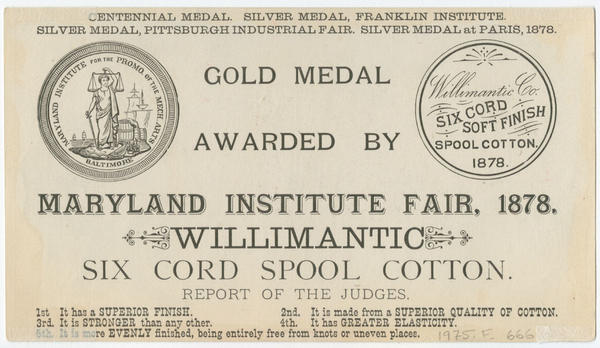 CENTENNIAL MEDAL. SILVER MEDAL, FRANKLIN INSTITUTE.
SILVER MEDAL, PITTSBURGH INDUSTRIAL FAIR. SILVER MEDAL at PARIS, 1878.
MARYLAND INSTITUTE FOR THE PROMO. OF THE MECH. ARTS
BALTIMORE
GOLD MEDAL
AWARDED BY
Willimantic Co.
SIX CORD
SOFT FINISH
SPOOL COTTON.
1878.
MARYLAND INSTITUTE FAIR, 1878.
WILLIMANTIC
SIX CORD SPOOL COTTON.
REPORT OF THE JUDGES.
1st It has a SUPERIOR FINISH. 2nd. It is made from a SUPERIOR QUALITY OF COTTON.
3rd. It is STRONGER than any other. 4th. It has GREATER ELASTICITY.
5th. It is more EVENLY finished, being entirely free from knots or uneven places.
1975. F. 666